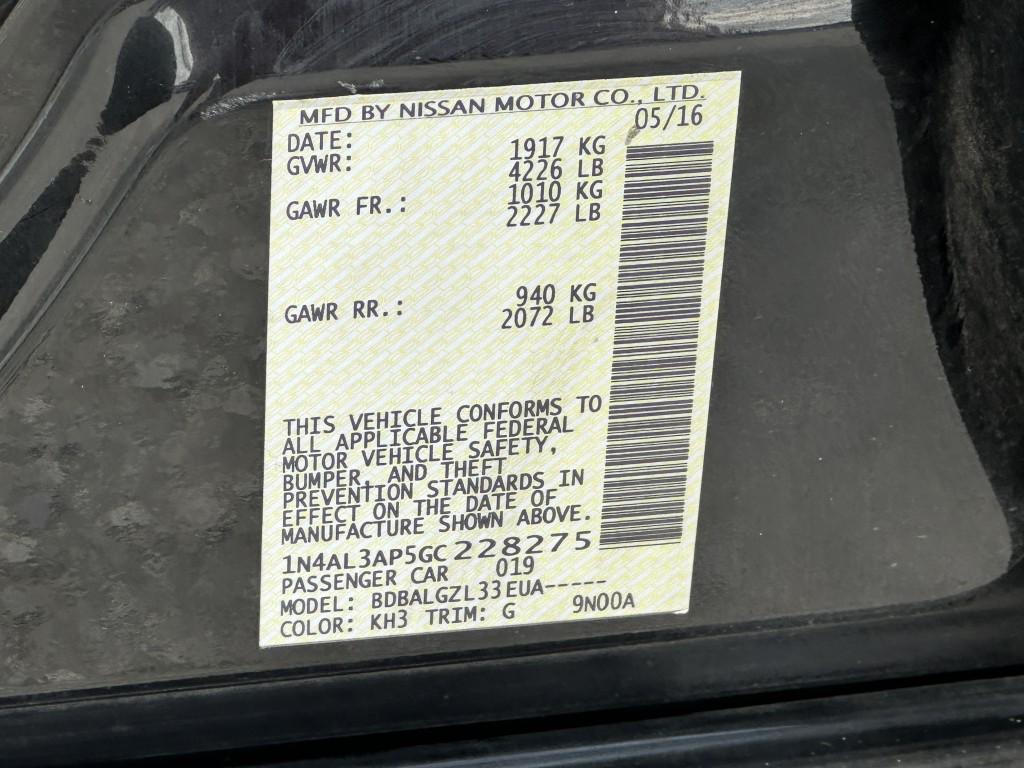 MFD BY NISSAN MOTOR CO., LTD.
DATE: 05/16
GVWR: 1917 KG
4226 LB
GAWR FR.: 1010 KG
2227 LB
GAWR RR.: 940 KG
2072 LB
THIS VEHICLE CONFORMS TO
ALL APPLICABLE FEDERAL
MOTOR VEHICLE SAFETY,
BUMPER, AND THEFT
PREVENTION STANDARDS IN
EFFECT ON THE DATE OF
MANUFACTURE SHOWN ABOVE.
1N4AL3AP5GC228275
PASSENGER CAR 019
MODEL: BDBALGZL33EUA-----
COLOR: KH3 TRIM: G 9N00A